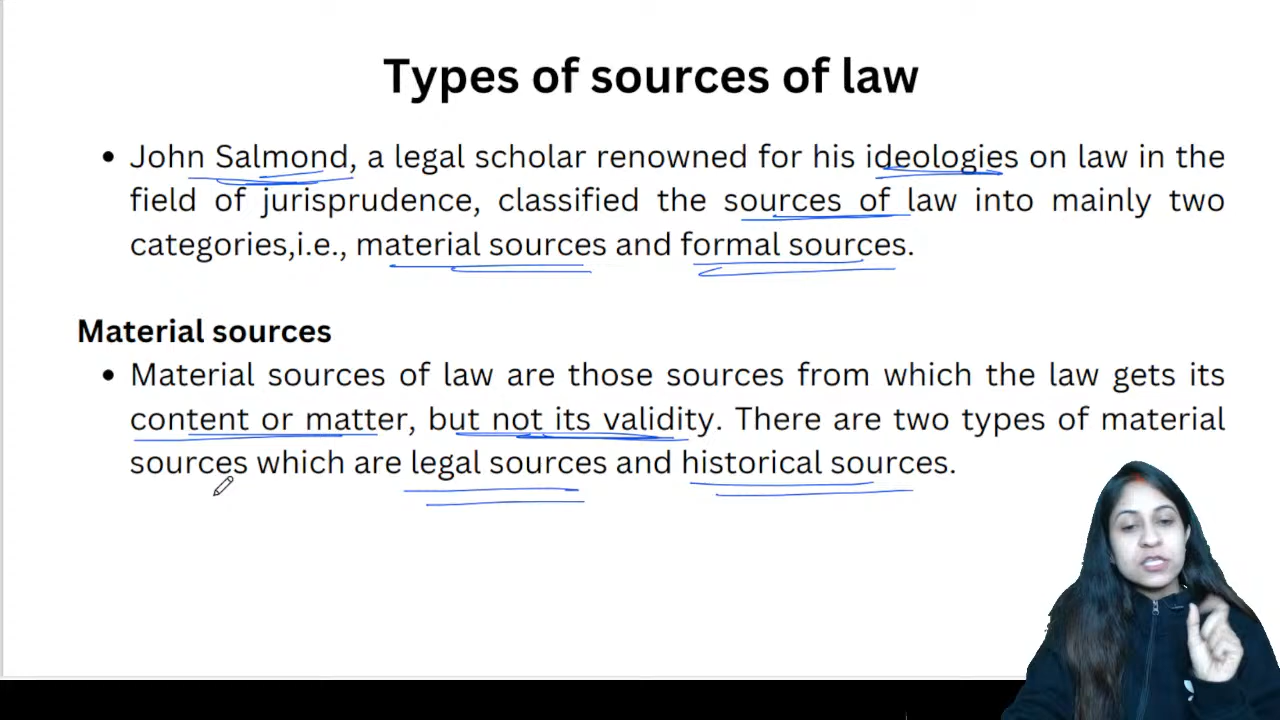 Types of sources of law
• John Salmond, a legal scholar renowned for his ideologies on law in the
field of jurisprudence, classified the sources of law into mainly two
categories,i.e., material sources and formal sources.
Material sources
• Material sources of law are those sources from which the law gets its
content or matter, but not its validity. There are two types of material
sources which are legal sources and historical sources.